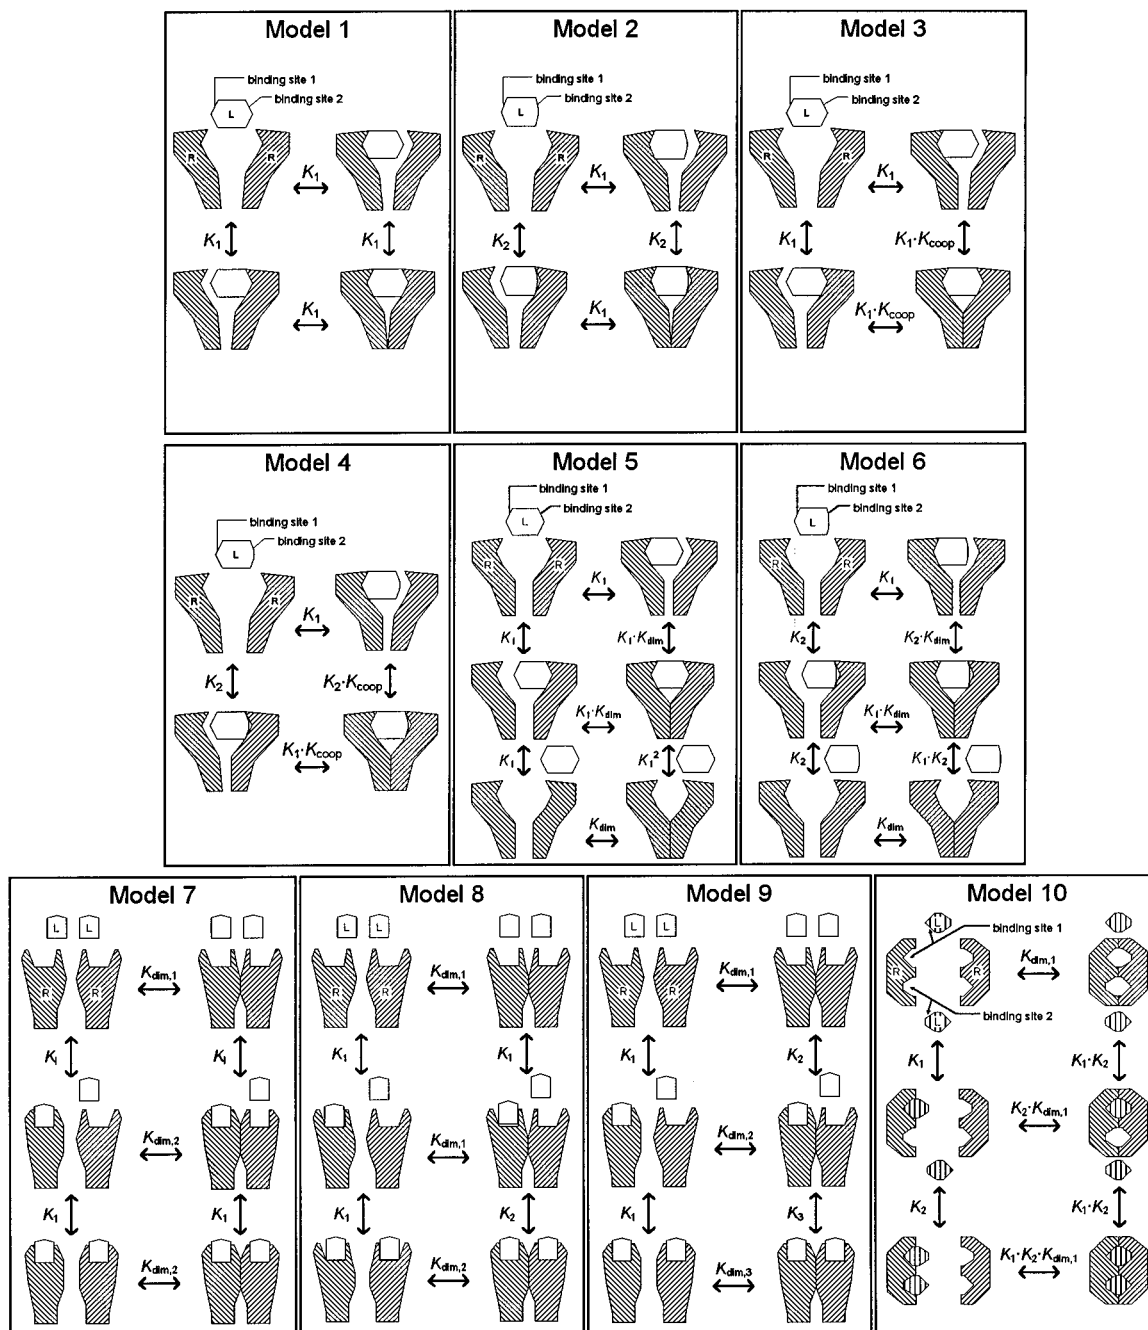 Model 1
binding site 1
binding site 2
L
R R
K1
K1 K1
K1
Model 2
binding site 1
binding site 2
L
R R
K1
K2 K2
K1
Model 3
binding site 1
binding site 2
L
R R
K1
K1 K1·Kcoop
K1·Kcoop
Model 4
binding site 1
binding site 2
L
R R
K1
K2 K2·Kcoop
K1·Kcoop
Model 5
binding site 1
binding site 2
L
R R
K1
K1 K1·Kdim
K1·Kdim
K1 K1²
Kdim
Model 6
binding site 1
binding site 2
L
R R
K1
K2 K2·Kdim
K1·Kdim
K2 K1·K2
Kdim
Model 7
L L
Kdim,1
R R
K1 K1
Kdim,2
K1 K1
Kdim,2
Model 8
L L
Kdim,1
R R
K1 K1
Kdim,1
K1 K2
Kdim,2
Model 9
L L
Kdim,1
R R
K1 K2
Kdim,2
K1 K3
Kdim,3
Model 10
L
binding site 1
Kdim,1
R R
binding site 2
L
K1 K1·K2
K2·Kdim,1
K2 K1·K2
K1·K2·Kdim,1